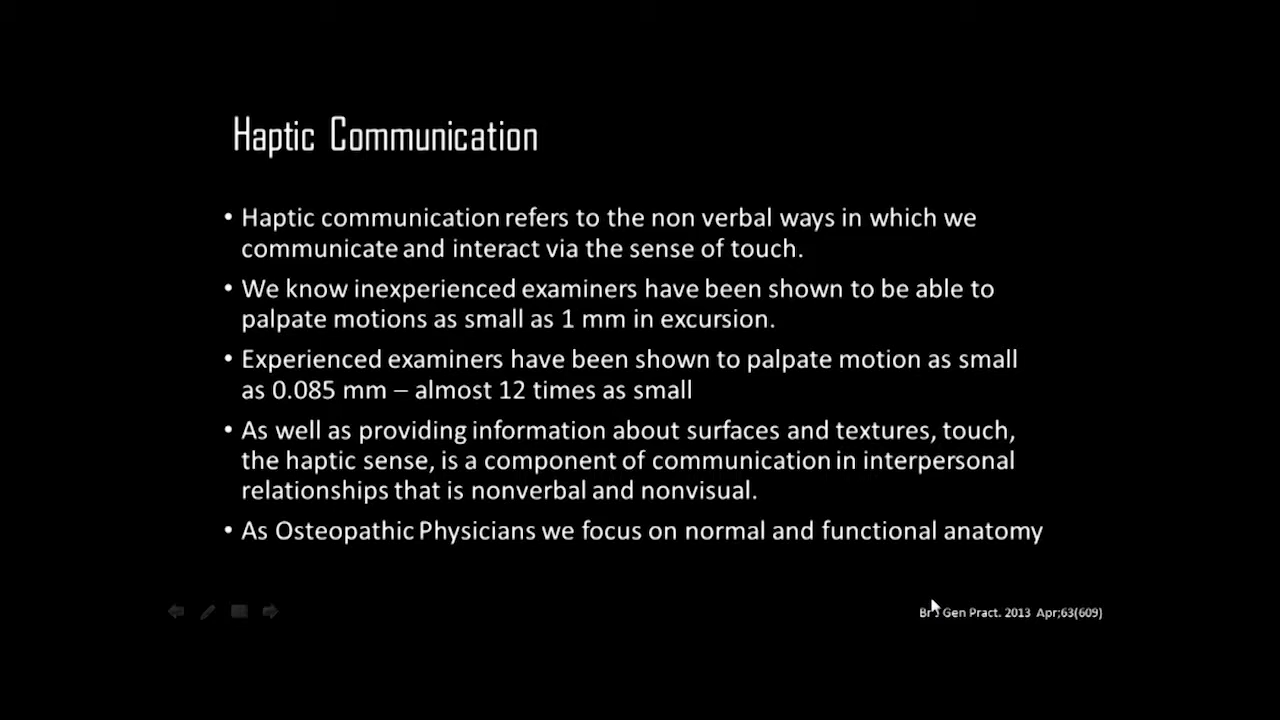 Haptic Communication
• Haptic communication refers to the non verbal ways in which we
communicate and interact via the sense of touch.
• We know inexperienced examiners have been shown to be able to
palpate motions as small as 1 mm in excursion.
• Experienced examiners have been shown to palpate motion as small
as 0.085 mm – almost 12 times as small
• As well as providing information about surfaces and textures, touch,
the haptic sense, is a component of communication in interpersonal
relationships that is nonverbal and nonvisual.
• As Osteopathic Physicians we focus on normal and functional anatomy
Br J Gen Pract. 2013 Apr;63(609)